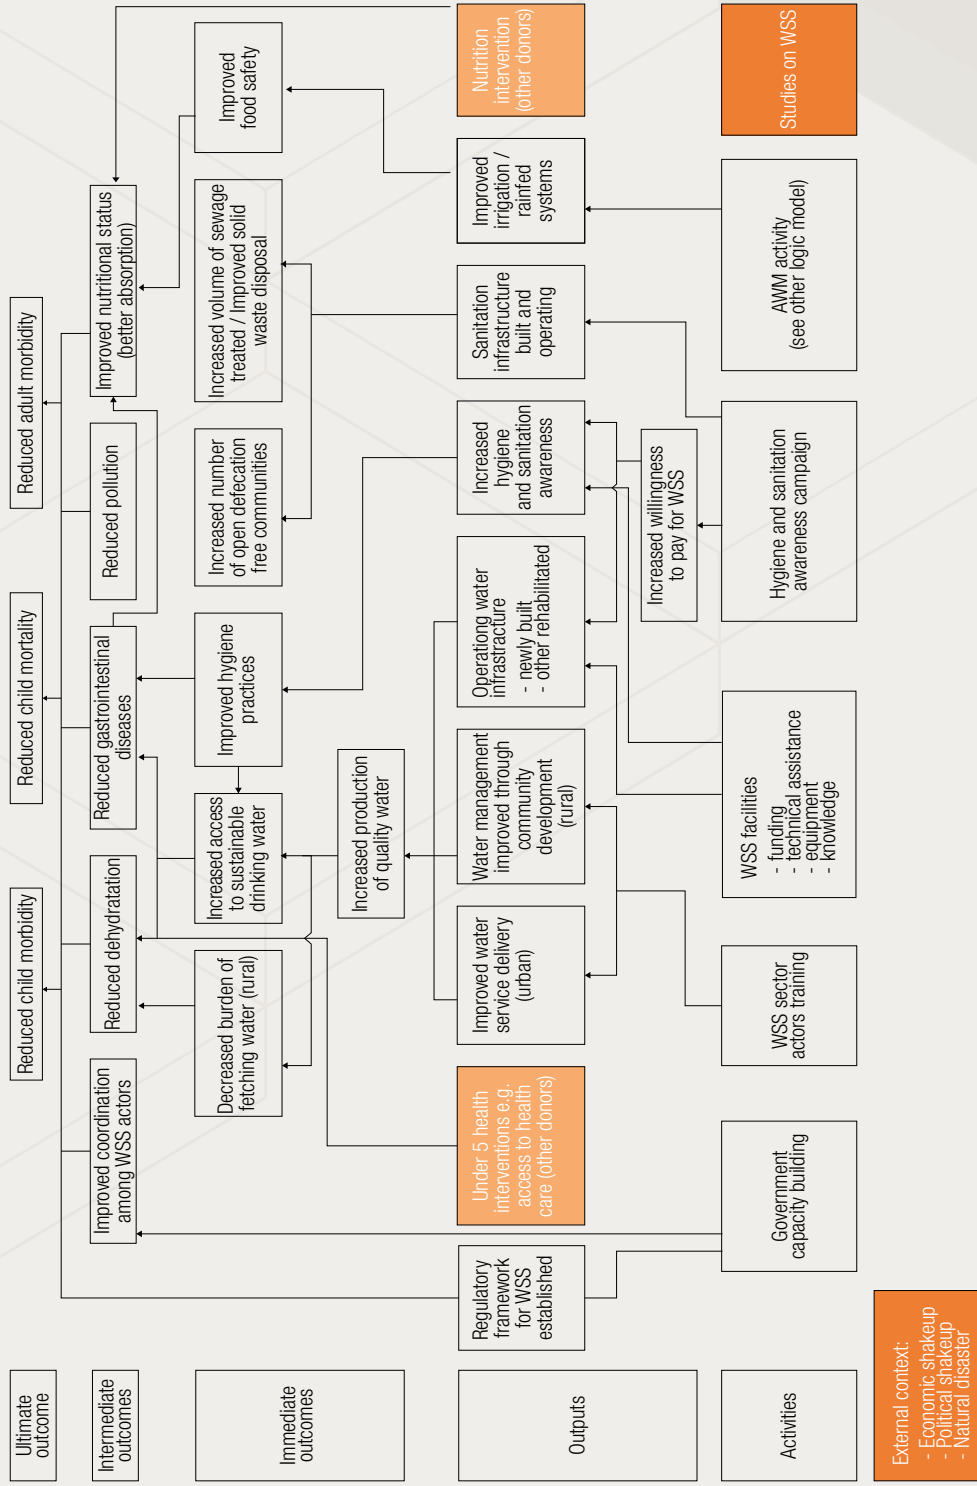 Ultimate
outcome
Reduced child morbidity
Reduced child mortality
Reduced adult morbidity
Intermediate
outcomes
Improved coordination
among WSS actors
Reduced dehydratation
Reduced gastrointestinal
diseases
Reduced pollution
Improved nutritional status
(better absorption)
Immediate
outcomes
Decreased burden of
fetching water (rural)
Increased access
to sustainable
drinking water
Improved hygiene
practices
Increased number
of open defecation
free communities
Increased volume of sewage
treated / Improved solid
waste disposal
Improved
food safety
Increased production
of quality water
Outputs
Regulatory
framework
for WSS
established
Under 5 health
interventions e.g.
access to health
care (other donors)
Improved water
service delivery
(urban)
Water management
improved through
community
development
(rural)
Operationg water
infrastracture
- newly built
- other rehabilitated
Increased
hygiene
and sanitation
awareness
Sanitation
infrastructure
built and
operating
Improved
irrigation /
rainfed
systems
Nutrition
intervention
(other donors)
Increased willingness
to pay for WSS
Activities
Government
capacity building
WSS sector
actors training
WSS facilities
- funding
- technical assistance
- equipment
- knowledge
Hygiene and sanitation
awareness campaign
AWM activity
(see other logic model)
Studies on WSS
External context:
- Economic shakeup
- Political shakeup
- Natural disaster